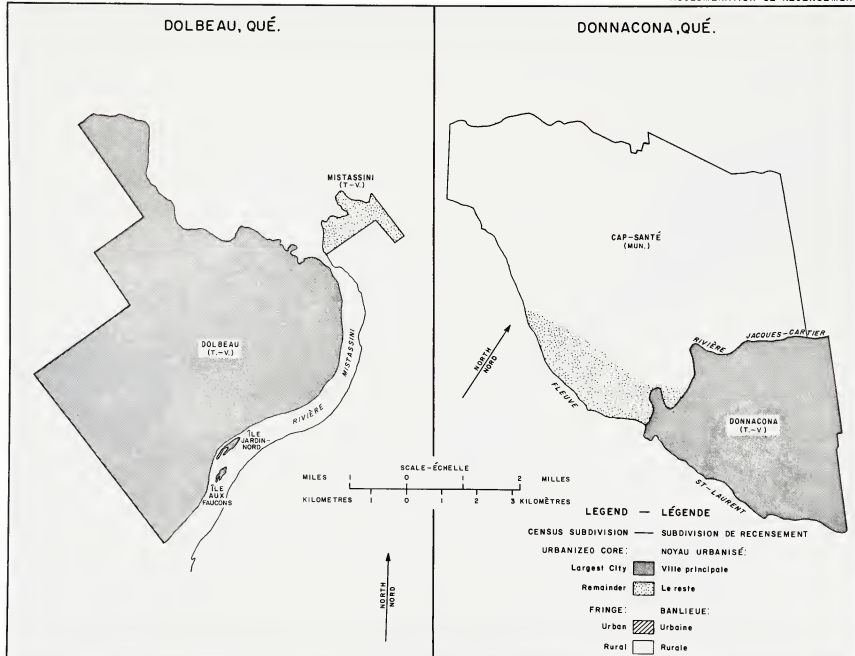 DOLBEAU, QUÉ.
MISTASSINI
(T.-V.)
DOLBEAU
(T.-V.)
RIVIÈRE MISTASSINI
ÎLE
JARDIN-
NORD
ÎLE
AUX
FAUCONS
NORTH
NORD
DONNACONA, QUÉ.
CAP-SANTÉ
(MUN.)
RIVIÈRE JACQUES-CARTIER
NORTH
NORD
FLEUVE ST-LAURENT
DONNACONA
(T.-V.)
SCALE-ÉCHELLE
MILES 1 0 1 2 MILLES
KILOMETRES 1 0 1 2 3 KILOMÈTRES
LEGEND — LÉGENDE
CENSUS SUBDIVISION — SUBDIVISION DE RECENSEMENT
URBANIZED CORE: NOYAU URBANISÉ:
Largest City Ville principale
Remainder Le reste
FRINGE: BANLIEUE:
Urban Urbaine
Rural Rurale